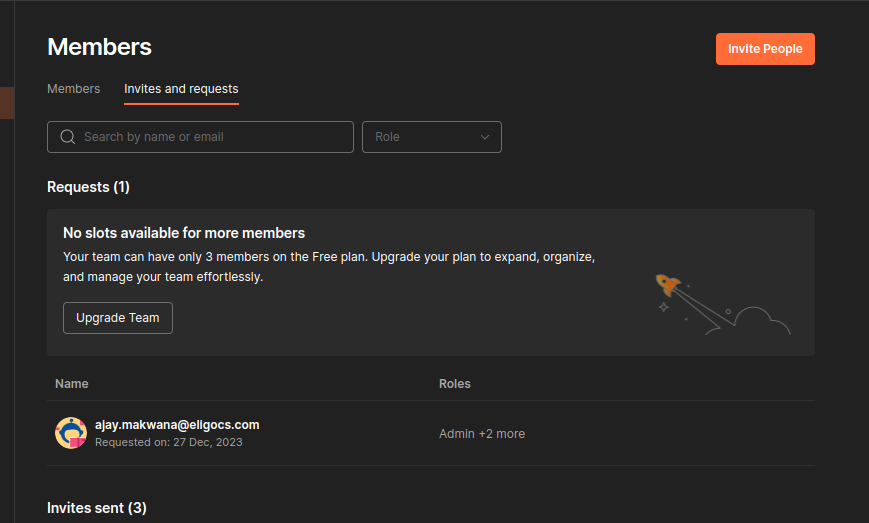 Members
Invite People
Members
Invites and requests
Search by name or email
Role
Requests (1)
No slots available for more members
Your team can have only 3 members on the Free plan. Upgrade your plan to expand, organize,
and manage your team effortlessly.
Upgrade Team
Name
Roles
ajay.makwana@eligocs.com
Requested on: 27 Dec, 2023
Admin +2 more
Invites sent (3)